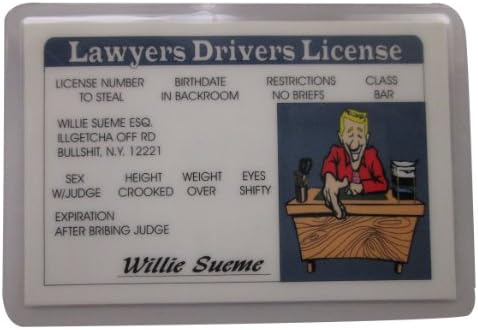 Lawyers Drivers License
LICENSE NUMBER BIRTHDATE RESTRICTIONS CLASS
TO STEAL IN BACKROOM NO BRIEFS BAR
WILLIE SUEME ESQ.
ILLGETCHA OFF RD
BULLSHIT, N.Y. 12221
SEX HEIGHT WEIGHT EYES
W/JUDGE CROOKED OVER SHIFTY
EXPIRATION
AFTER BRIBING JUDGE
Willie Sueme